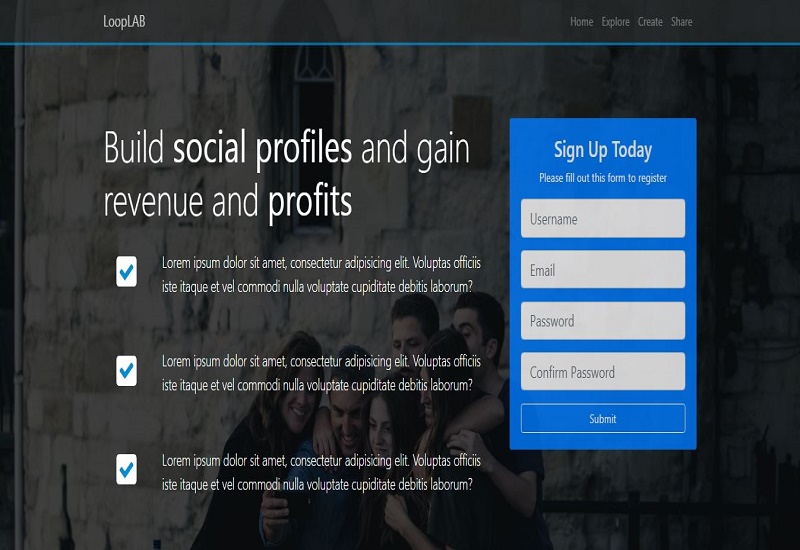 LoopLAB
Home Explore Create Share
Build social profiles and gain
revenue and profits
Lorem ipsum dolor sit amet, consectetur adipisicing elit. Voluptas officiis
iste itaque et vel commodi nulla voluptate cupiditate debitis laborum?
Lorem ipsum dolor sit amet, consectetur adipisicing elit. Voluptas officiis
iste itaque et vel commodi nulla voluptate cupiditate debitis laborum?
Lorem ipsum dolor sit amet, consectetur adipisicing elit. Voluptas officiis
iste itaque et vel commodi nulla voluptate cupiditate debitis laborum?
Sign Up Today
Please fill out this form to register
Username
Email
Password
Confirm Password
Submit